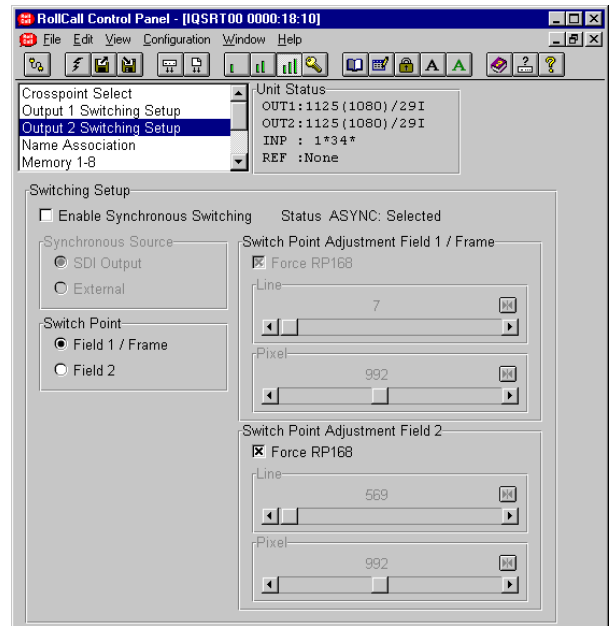 RollCall Control Panel - [IQSRT00 0000:18:10]
File Edit View Configuration Window Help
A A ? ?
Crosspoint Select
Output 1 Switching Setup
Output 2 Switching Setup
Name Association
Memory 1-8
Unit Status
OUT1:1125(1080)/29I
OUT2:1125(1080)/29I
INP : 1*34*
REF :None
Switching Setup
Enable Synchronous Switching Status ASYNC: Selected
Synchronous Source
SDI Output
External
Switch Point
Field 1 / Frame
Field 2
Switch Point Adjustment Field 1 / Frame
Force RP168
Line
7
Pixel
992
Switch Point Adjustment Field 2
Force RP168
Line
569
Pixel
992